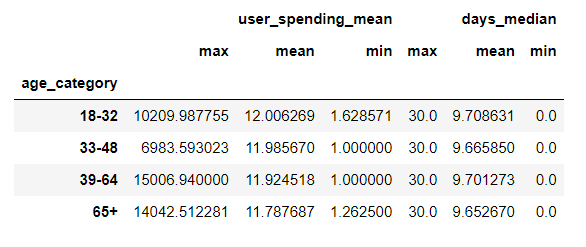 user_spending_mean days_median
max mean min max mean min
age_category
18-32 10209.987755 12.006269 1.628571 30.0 9.708631 0.0
33-48 6983.593023 11.985670 1.000000 30.0 9.665850 0.0
39-64 15006.940000 11.924518 1.000000 30.0 9.701273 0.0
65+ 14042.512281 11.787687 1.262500 30.0 9.652670 0.0